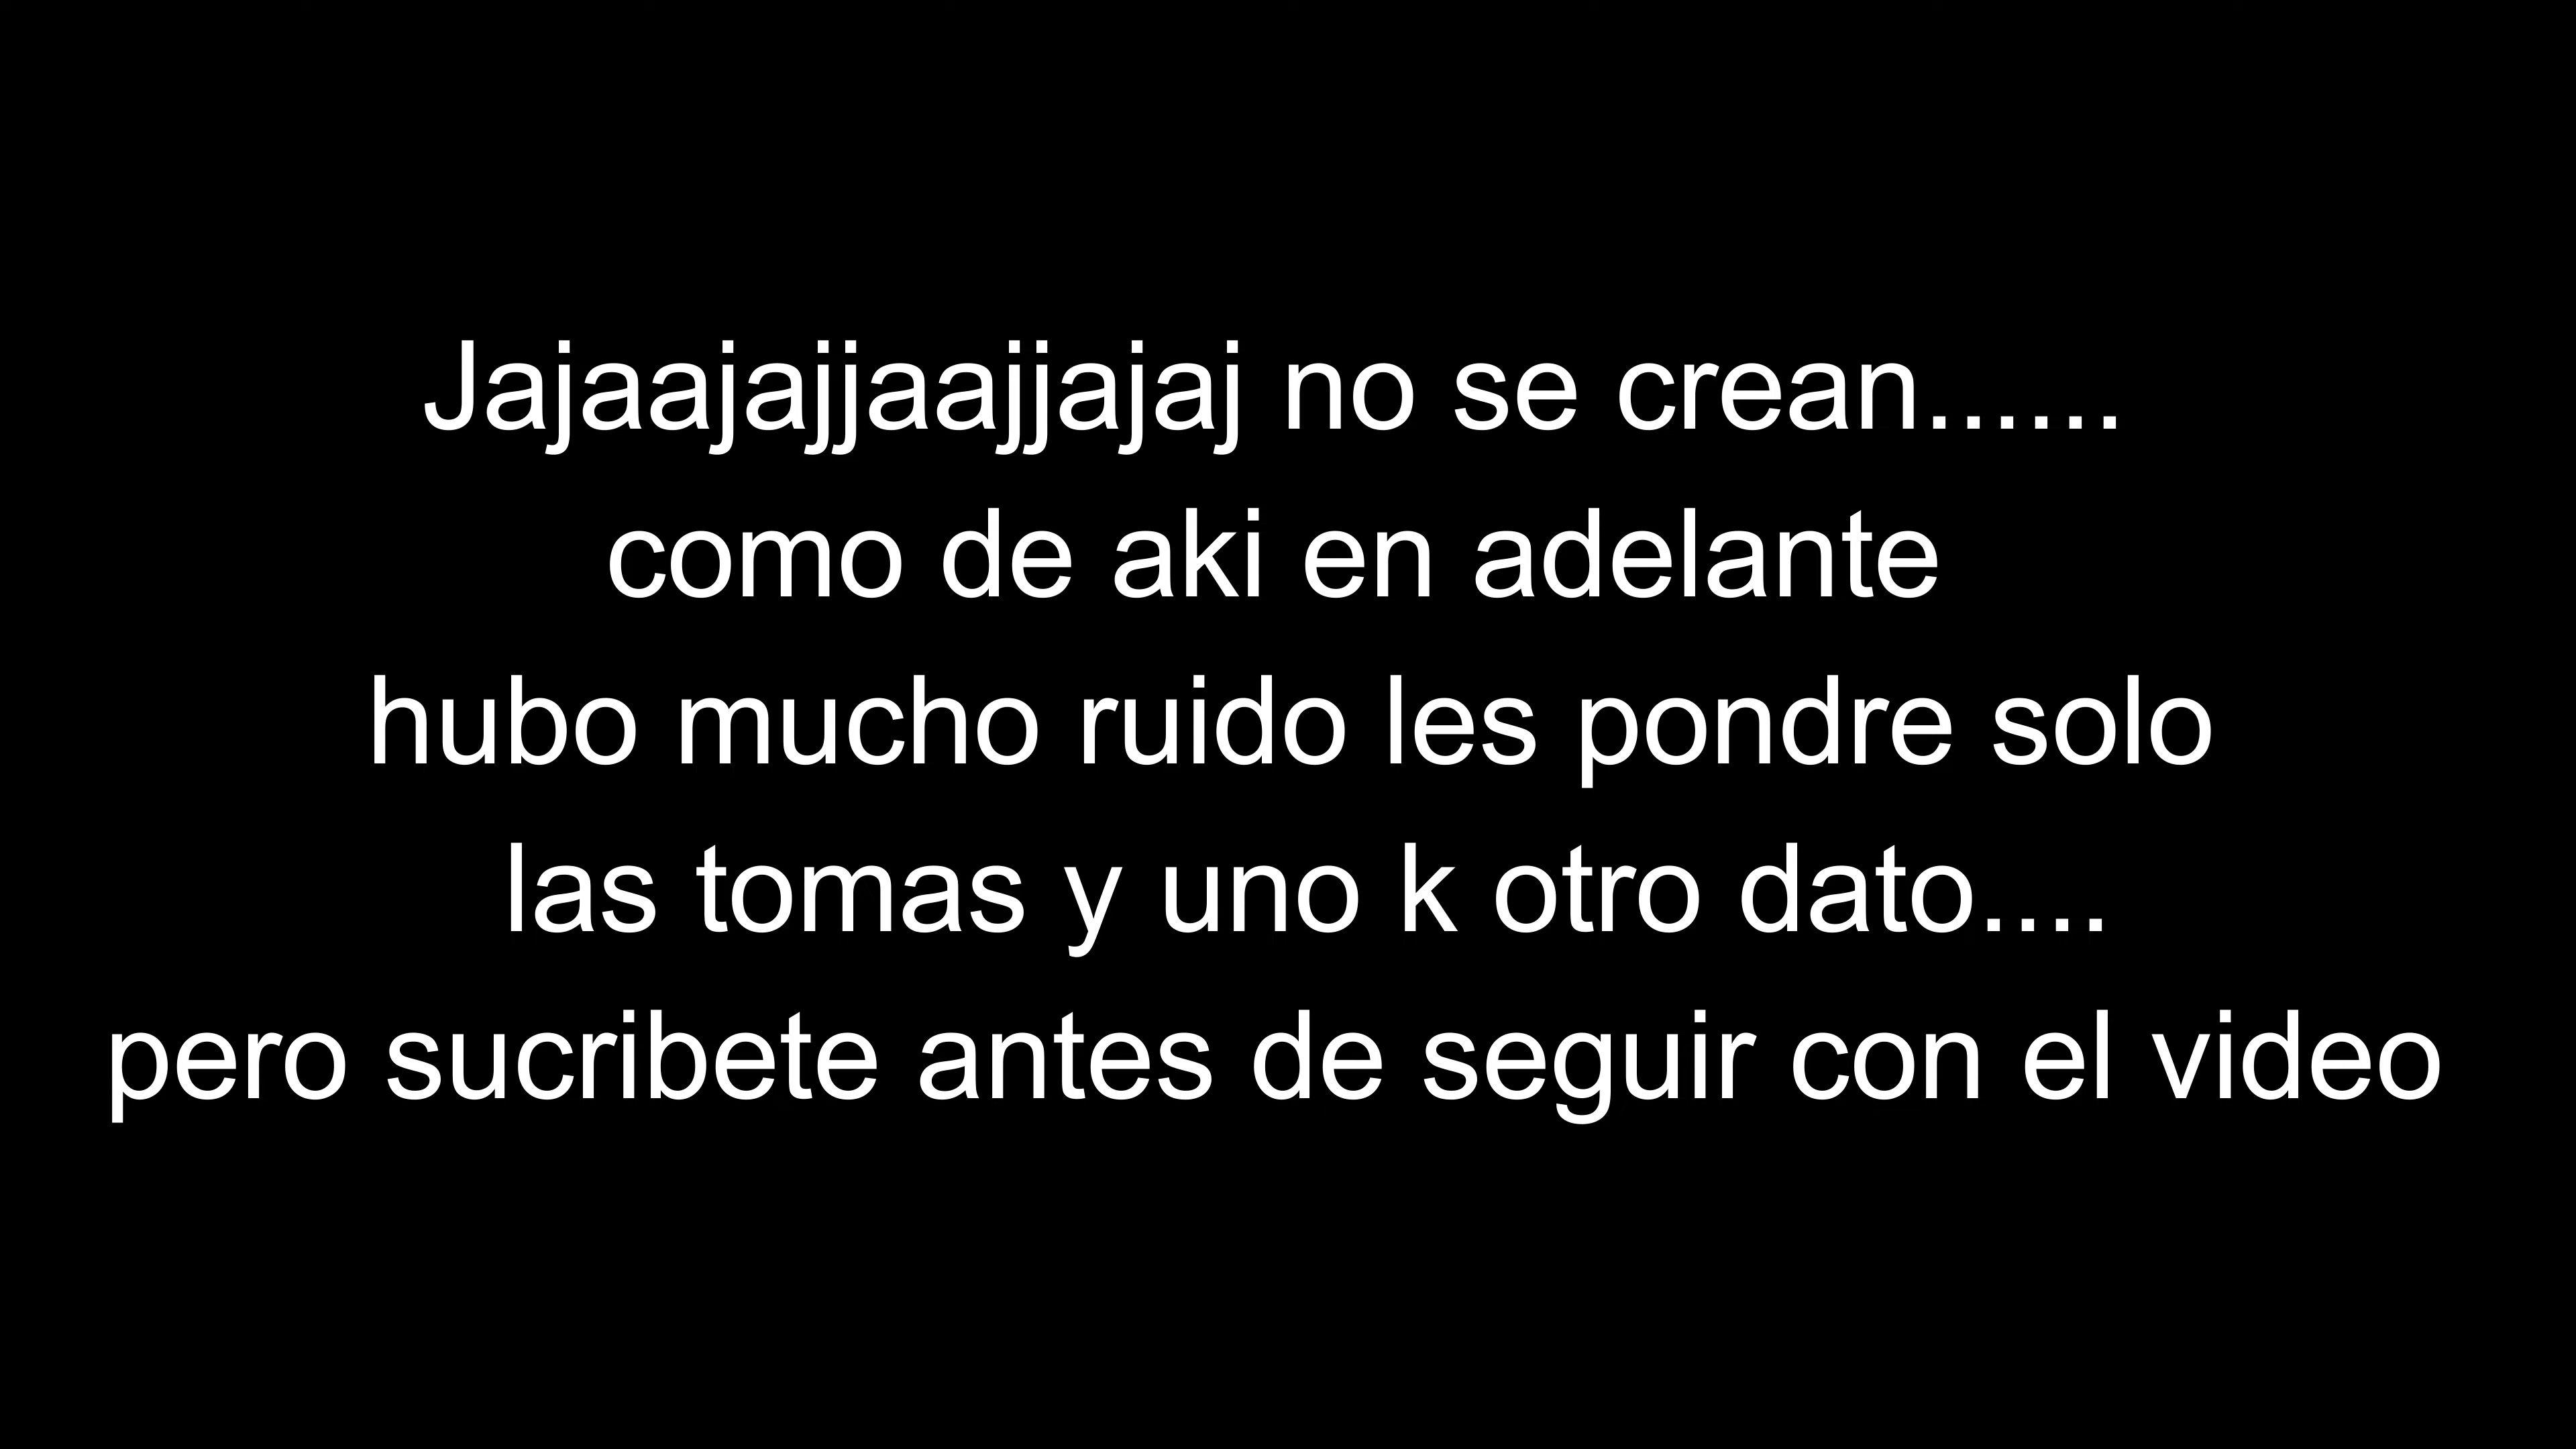 Jajaajajjjaajjajaj no se crean......
como de aki en adelante
hubo mucho ruido les pondre solo
las tomas y uno k otro dato....
pero sucribete antes de seguir con el video